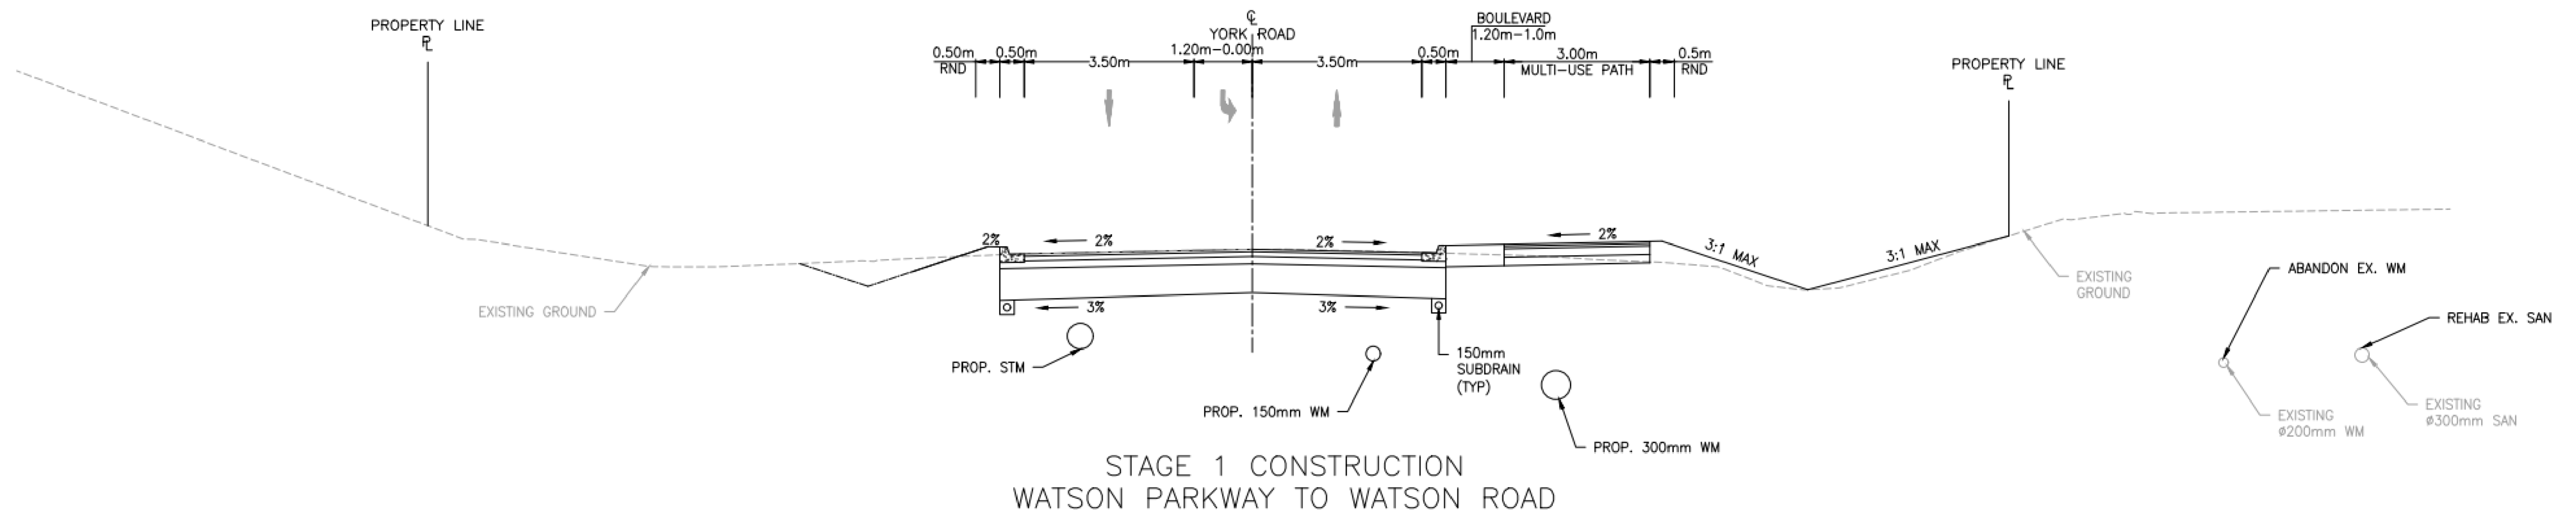 PROPERTY LINE
PL
℄
YORK ROAD
BOULEVARD
1.20m-1.0m
PROPERTY LINE
PL
0.50m
RND
0.50m
3.50m
1.20m-0.00m
3.50m
0.50m
3.00m
MULTI-USE PATH
0.5m
RND
2%
2%
2%
2%
3:1 MAX
3:1 MAX
EXISTING GROUND
3%
3%
EXISTING
GROUND
ABANDON EX. WM
REHAB EX. SAN
PROP. STM
150mm
SUBDRAIN
(TYP)
PROP. 150mm WM
PROP. 300mm WM
EXISTING
ø200mm WM
EXISTING
ø300mm SAN
STAGE 1 CONSTRUCTION
WATSON PARKWAY TO WATSON ROAD